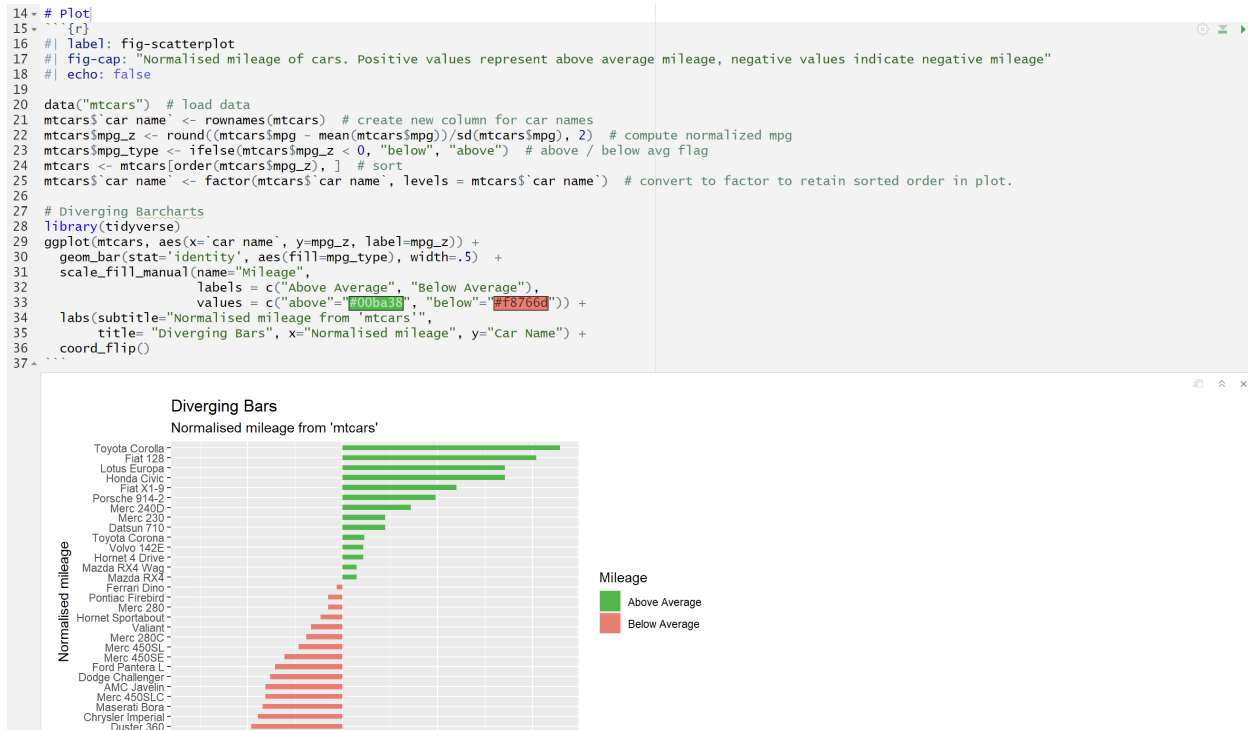 14 # Plot
15 ```{r}
16 #| label: fig-scatterplot
17 #| fig-cap: "Normalised mileage of cars. Positive values represent above average mileage, negative values indicate negative mileage"
18 #| echo: false
19
20 data("mtcars")  # load data
21 mtcars$`car name` <- rownames(mtcars)  # create new column for car names
22 mtcars$mpg_z <- round((mtcars$mpg - mean(mtcars$mpg))/sd(mtcars$mpg), 2)  # compute normalized mpg
23 mtcars$mpg_type <- ifelse(mtcars$mpg_z < 0, "below", "above")  # above / below avg flag
24 mtcars <- mtcars[order(mtcars$mpg_z), ]  # sort
25 mtcars$`car name` <- factor(mtcars$`car name`, levels = mtcars$`car name`)  # convert to factor to retain sorted order in plot.
26
27 # Diverging Barcharts
28 library(tidyverse)
29 ggplot(mtcars, aes(x=`car name`, y=mpg_z, label=mpg_z)) +
30   geom_bar(stat='identity', aes(fill=mpg_type), width=.5)  +
31   scale_fill_manual(name="Mileage",
32                     labels = c("Above Average", "Below Average"),
33                     values = c("above"="#00ba38", "below"="#f8766d")) +
34   labs(subtitle="Normalised mileage from 'mtcars'",
35        title= "Diverging Bars", x="Normalised mileage", y="Car Name") +
36   coord_flip()
37 ```
Diverging Bars
Normalised mileage from 'mtcars'
Toyota Corolla
Fiat 128
Lotus Europa
Honda Civic
Fiat X1-9
Porsche 914-2
Merc 240D
Merc 230
Datsun 710
Toyota Corona
Volvo 142E
Hornet 4 Drive
Mazda RX4 Wag
Mazda RX4
Ferrari Dino
Pontiac Firebird
Merc 280
Hornet Sportabout
Valiant
Merc 280C
Merc 450SL
Merc 450SE
Ford Pantera L
Dodge Challenger
AMC Javelin
Merc 450SLC
Maserati Bora
Chrysler Imperial
Duster 360
Normalised mileage
Mileage
Above Average
Below Average